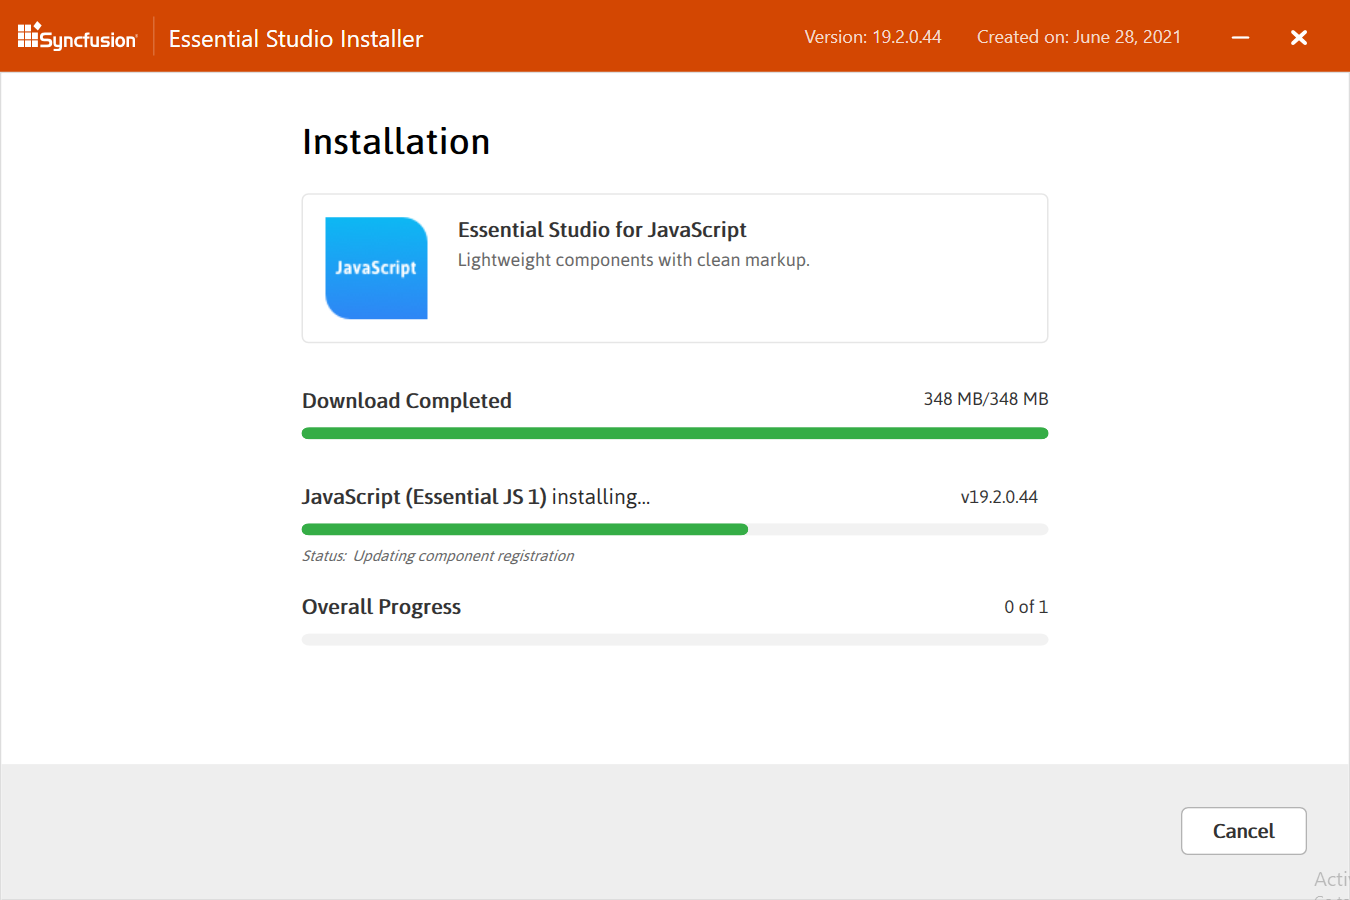 Syncfusion
Essential Studio Installer
Version: 19.2.0.44
Created on: June 28, 2021
Installation
JavaScript
Essential Studio for JavaScript
Lightweight components with clean markup.
Download Completed
348 MB/348 MB
JavaScript (Essential JS 1) installing...
v19.2.0.44
Status: Updating component registration
Overall Progress
0 of 1
Cancel